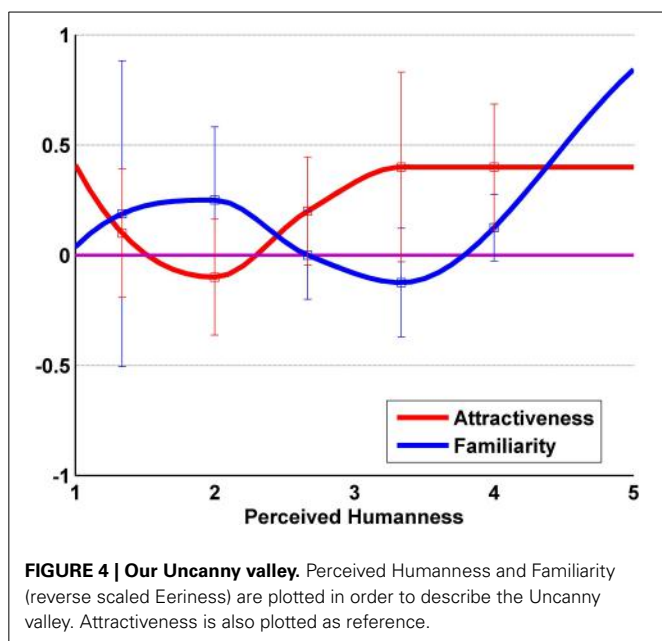 1
0.5
0
-0.5
-1
Attractiveness
Familiarity
1 2 3 4 5
Perceived Humanness
FIGURE 4 | Our Uncanny valley. Perceived Humanness and Familiarity
(reverse scaled Eeriness) are plotted in order to describe the Uncanny
valley. Attractiveness is also plotted as reference.